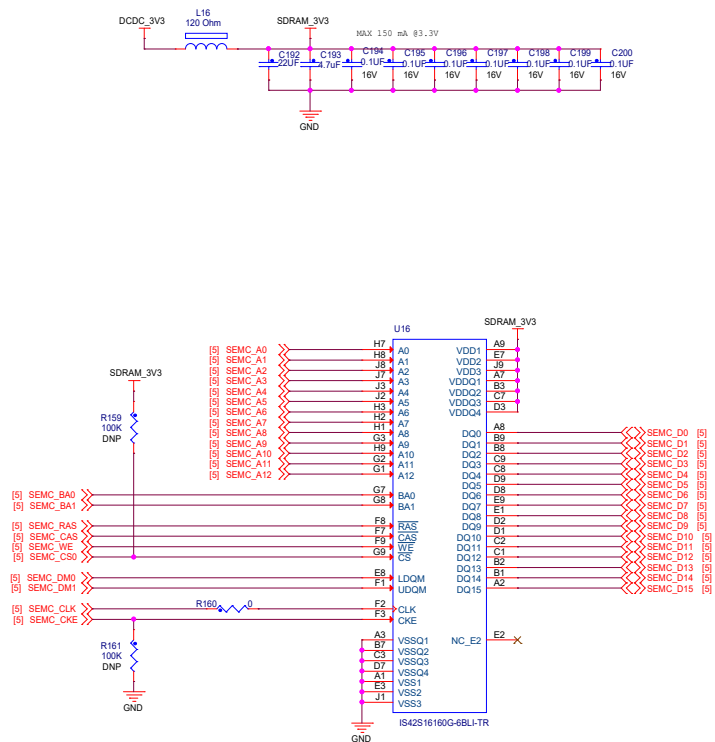 L16
120 Ohm
DCDC_3V3
SDRAM_3V3
MAX 150 mA @3.3V
C192
22UF
C193
4.7uF
C194
0.1UF
16V
C195
0.1UF
16V
C196
0.1UF
16V
C197
0.1UF
16V
C198
0.1UF
16V
C199
0.1UF
16V
C200
0.1UF
16V
GND
U16
SDRAM_3V3
[5] SEMC_A0 H7 A0
[5] SEMC_A1 H8 A1
[5] SEMC_A2 J8 A2
[5] SEMC_A3 J7 A3
[5] SEMC_A4 J3 A4
[5] SEMC_A5 J2 A5
[5] SEMC_A6 H3 A6
[5] SEMC_A7 H2 A7
[5] SEMC_A8 H1 A8
[5] SEMC_A9 G3 A9
[5] SEMC_A10 H9 A10
[5] SEMC_A11 G2 A11
[5] SEMC_A12 G1 A12
SDRAM_3V3
R159
100K
DNP
[5] SEMC_BA0 G7 BA0
[5] SEMC_BA1 G8 BA1
[5] SEMC_RAS F8 RAS
[5] SEMC_CAS F7 CAS
[5] SEMC_WE F9 WE
[5] SEMC_CS0 G9 CS
[5] SEMC_DM0 E8 LDQM
[5] SEMC_DM1 F1 UDQM
[5] SEMC_CLK R160 0 F2 CLK
[5] SEMC_CKE F3 CKE
R161
100K
DNP
GND
A3 VSSQ1
B7 VSSQ2
C3 VSSQ3
D7 VSSQ4
A1 VSS1
E3 VSS2
J1 VSS3
GND
VDD1 A9
VDD2 E7
VDD3 J9
VDDQ1 A7
VDDQ2 B3
VDDQ3 C7
VDDQ4 D3
DQ0 A8 SEMC_D0 [5]
DQ1 B9 SEMC_D1 [5]
DQ2 B8 SEMC_D2 [5]
DQ3 C9 SEMC_D3 [5]
DQ4 C8 SEMC_D4 [5]
DQ5 D9 SEMC_D5 [5]
DQ6 D8 SEMC_D6 [5]
DQ7 E9 SEMC_D7 [5]
DQ8 E1 SEMC_D8 [5]
DQ9 D2 SEMC_D9 [5]
DQ10 D1 SEMC_D10 [5]
DQ11 C2 SEMC_D11 [5]
DQ12 C1 SEMC_D12 [5]
DQ13 B2 SEMC_D13 [5]
DQ14 B1 SEMC_D14 [5]
DQ15 A2 SEMC_D15 [5]
NC_E2 E2
IS42S16160G-6BLI-TR